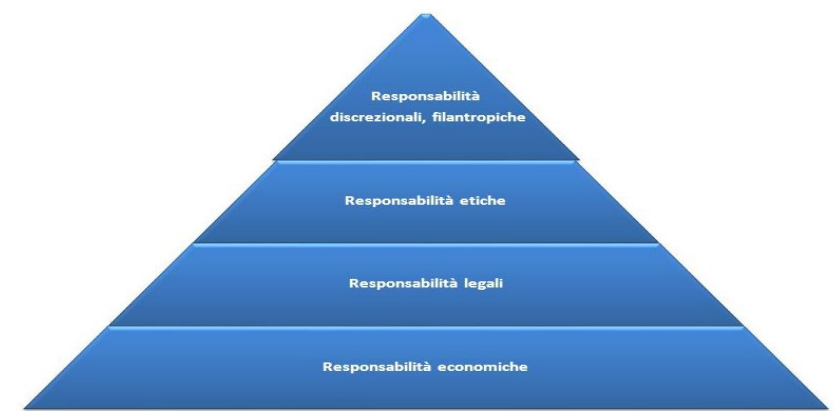 Responsabilità
discrezionali, filantropiche
Responsabilità etiche
Responsabilità legali
Responsabilità economiche